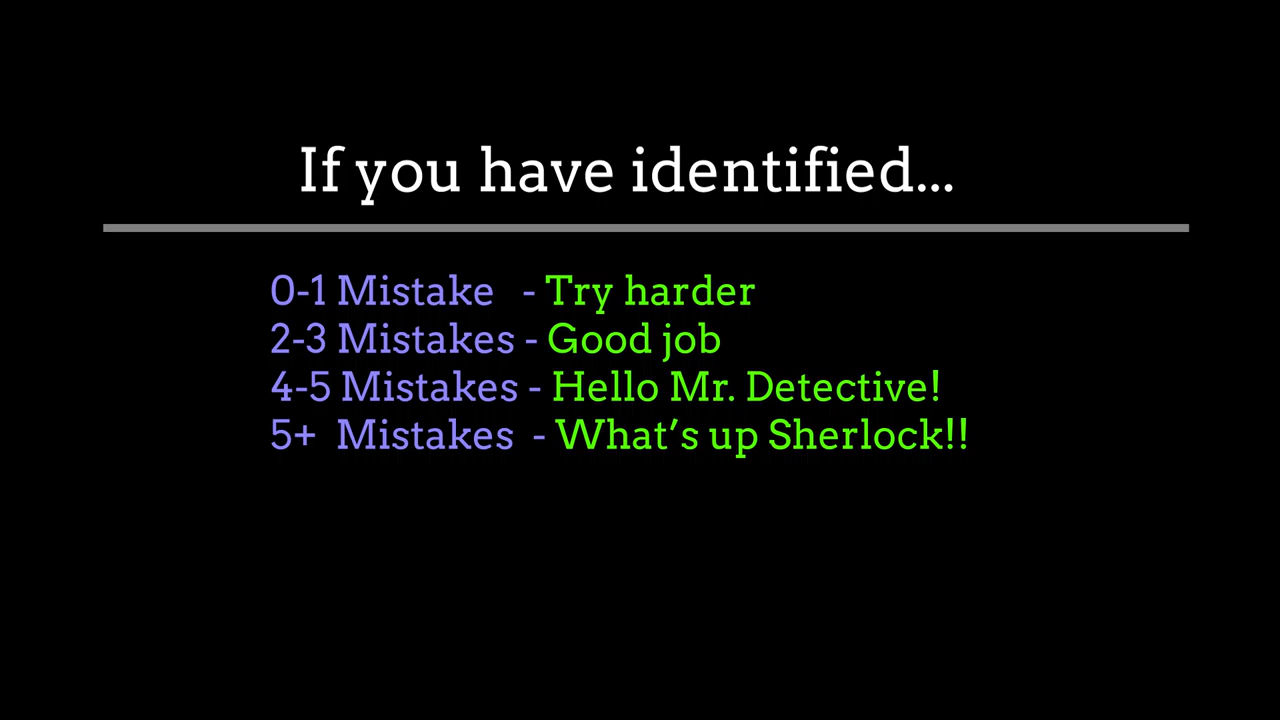 If you have identified...
0-1 Mistake - Try harder
2-3 Mistakes - Good job
4-5 Mistakes - Hello Mr. Detective!
5+ Mistakes - What’s up Sherlock!!